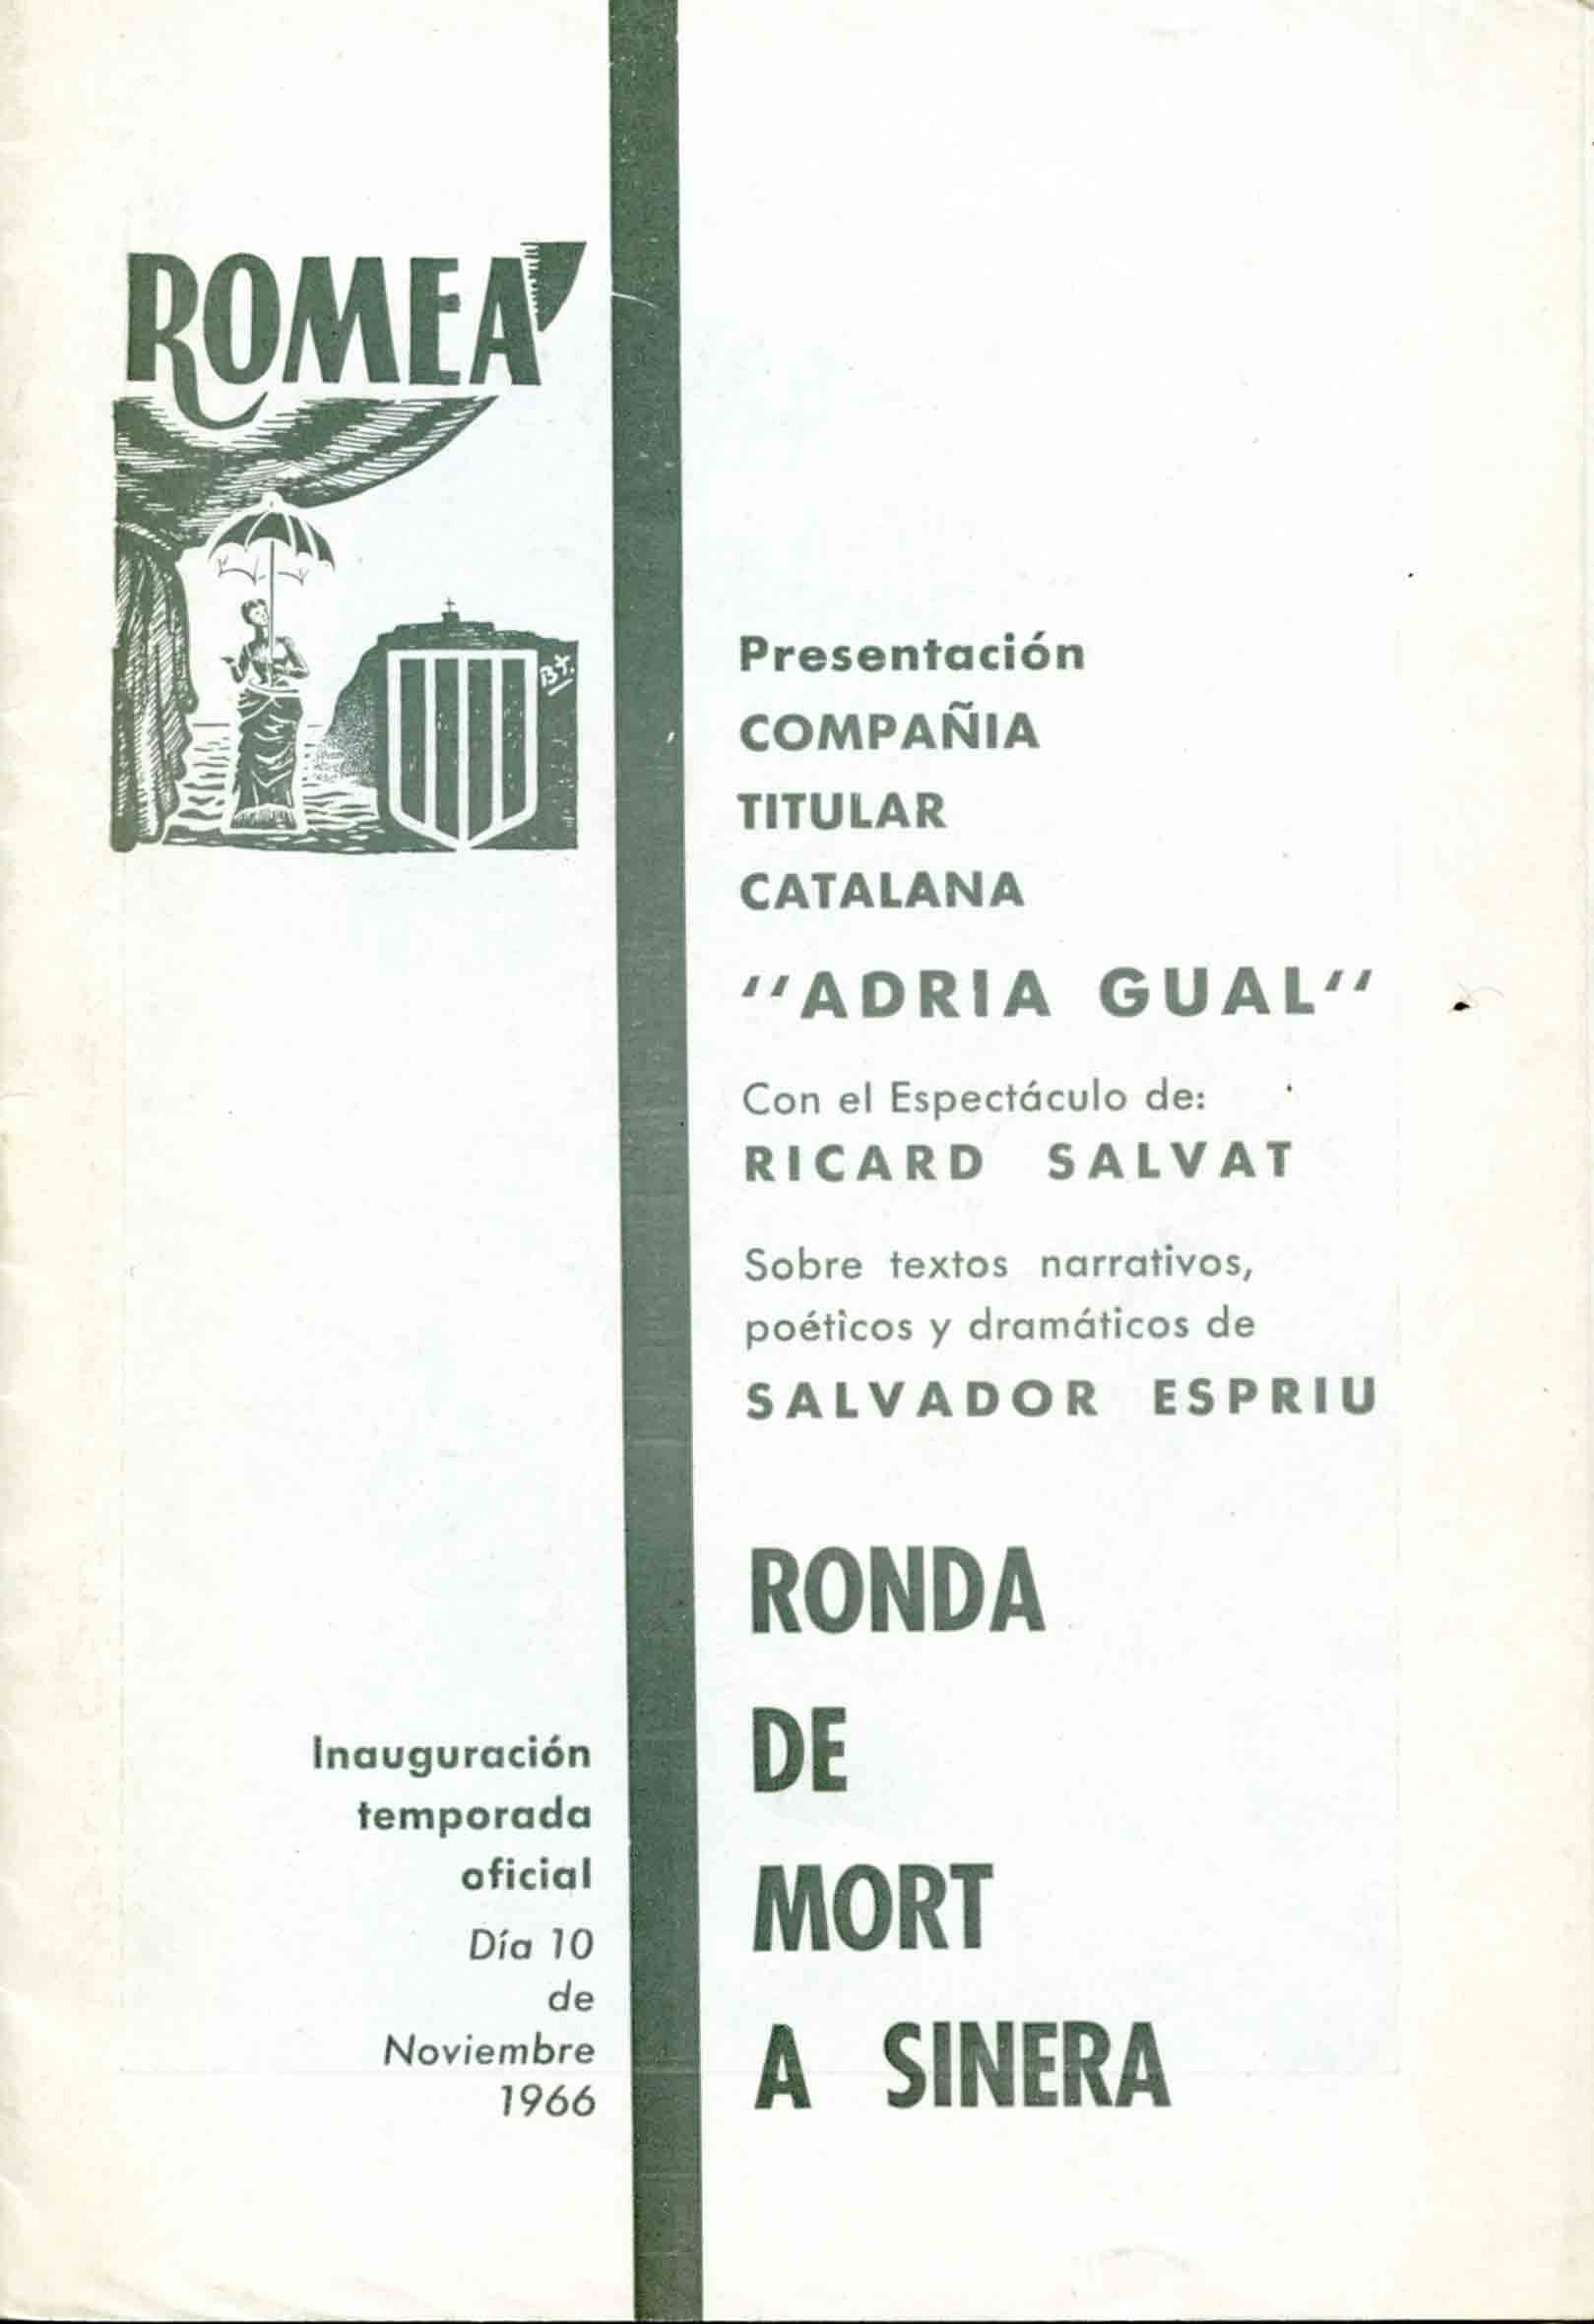 ROMEA
B+.
Presentación
COMPAÑIA
TITULAR
CATALANA
"ADRIA GUAL"
Con el Espectáculo de:
RICARD SALVAT
Sobre textos narrativos,
poéticos y dramáticos de
SALVADOR ESPRIU
RONDA
DE
MORT
A SINERA
Inauguración
temporada
oficial
Día 10
de
Noviembre
1966